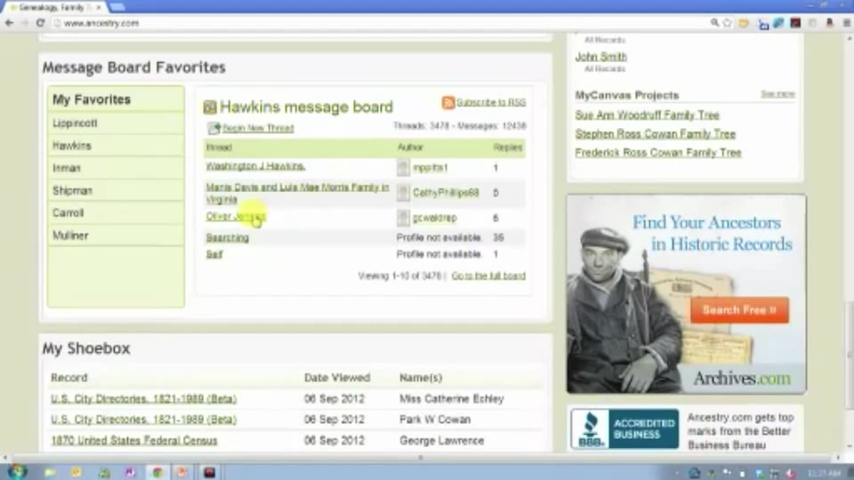 Genealogy, Family
www.ancestry.com
All Records
John Smith
All Records
Message Board Favorites
My Favorites
Lippincott
Hawkins
Inman
Shipman
Carroll
Mulliner
Hawkins message board
Subscribe to RSS
Begin New Thread
Threads: 3478 - Messages: 12438
thread
Author
Replies
Washington J Hawkins.
mppitts1
1
Davis and Lula Mae Morris Family in
Virginia
CathyPhillips68
0
Oliver
gcwaldrep
6
Searching
Profile not available.
35
Self
Profile not available.
1
Viewing 1-10 of 3478 | Go to the full board
MyCanvas Projects
See more
Sue Ann Woodruff Family Tree
Stephen Ross Cowan Family Tree
Frederick Ross Cowan Family Tree
Find Your Ancestors
in Historic Records
Search Free »
Archives.com
My Shoebox
Record
Date Viewed
Name(s)
U.S. City Directories, 1821-1989 (Beta)
06 Sep 2012
Miss Catherine Echley
U.S. City Directories, 1821-1989 (Beta)
06 Sep 2012
Park W Cowan
1870 United States Federal Census
06 Sep 2012
George Lawrence
BBB
ACCREDITED
BUSINESS
Ancestry.com gets top
marks from the Better
Business Bureau